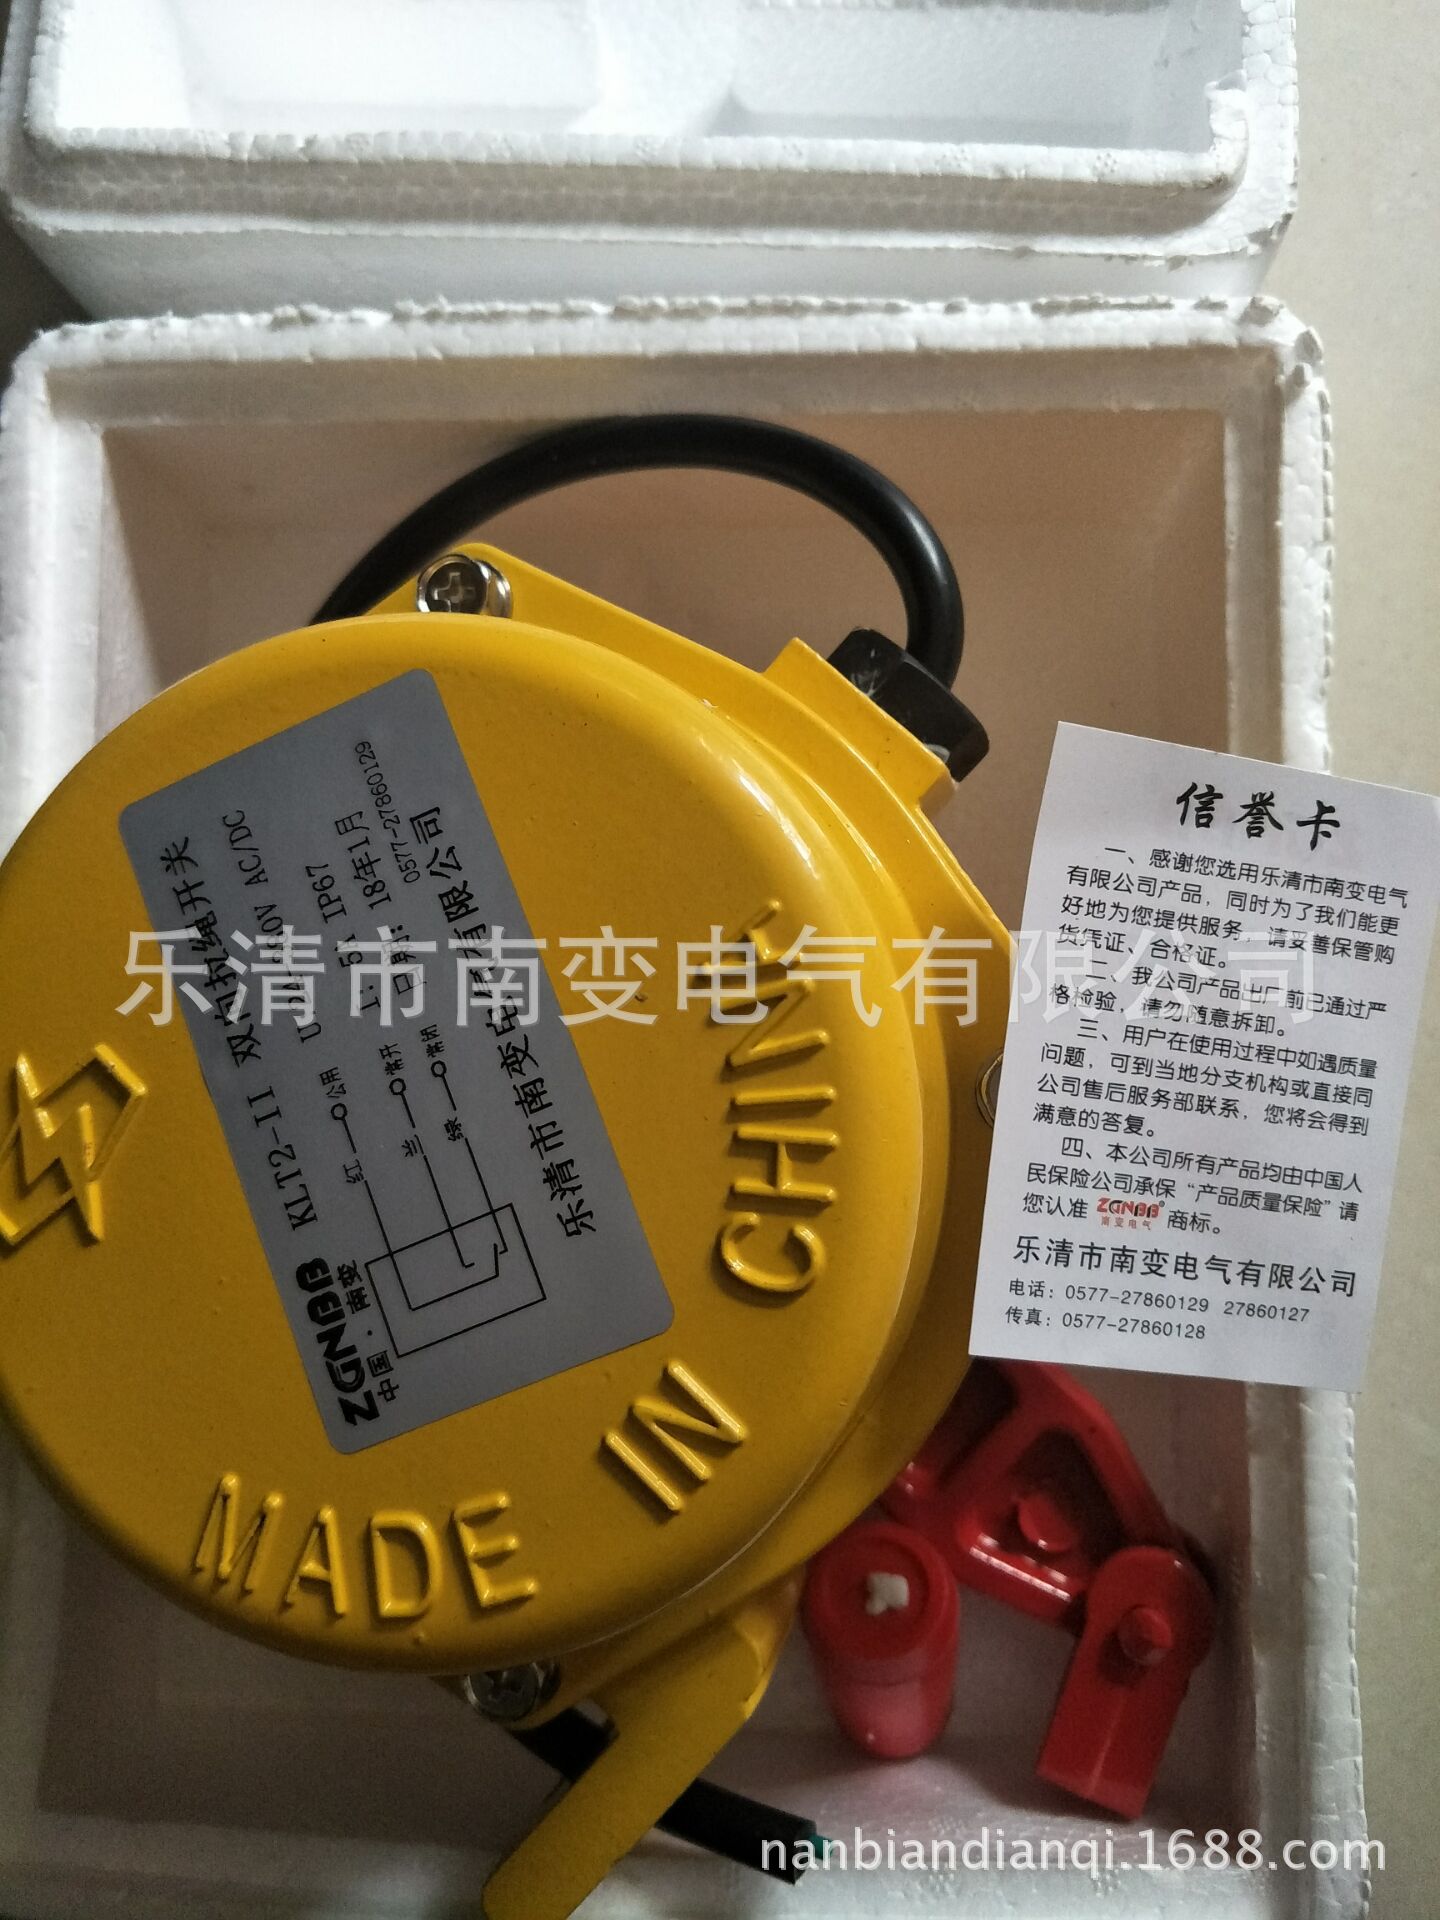 KLT2-II 双向拉绳开关
AC/DC
I: 5A IP67
日期: 18年1月
0577-27860129
红 公用
兰 常开
绿 常闭
ZGNBB
中国.南变
乐清市南变电气有限公司
MADE IN CHINA
信誉卡
一、感谢您选用乐清市南变电气
有限公司产品，同时为了我们能更
好地为您提供服务，请妥善保管购
货凭证、合格证。
二、我公司产品出厂前已通过严
格检验，请勿随意拆卸。
三、用户在使用过程中如遇质量
问题，可到当地分支机构或直接同
公司售后服务部联系，您将会得到
满意的答复。
四、本公司所有产品均由中国人
民保险公司承保“产品质量保险”请
您认准 ZGNBB® 南变电气 商标。
乐清市南变电气有限公司
电话：0577-27860129 27860127
传真：0577-27860128
乐清市南变电气有限公司
nanbiandianqi.1688.com